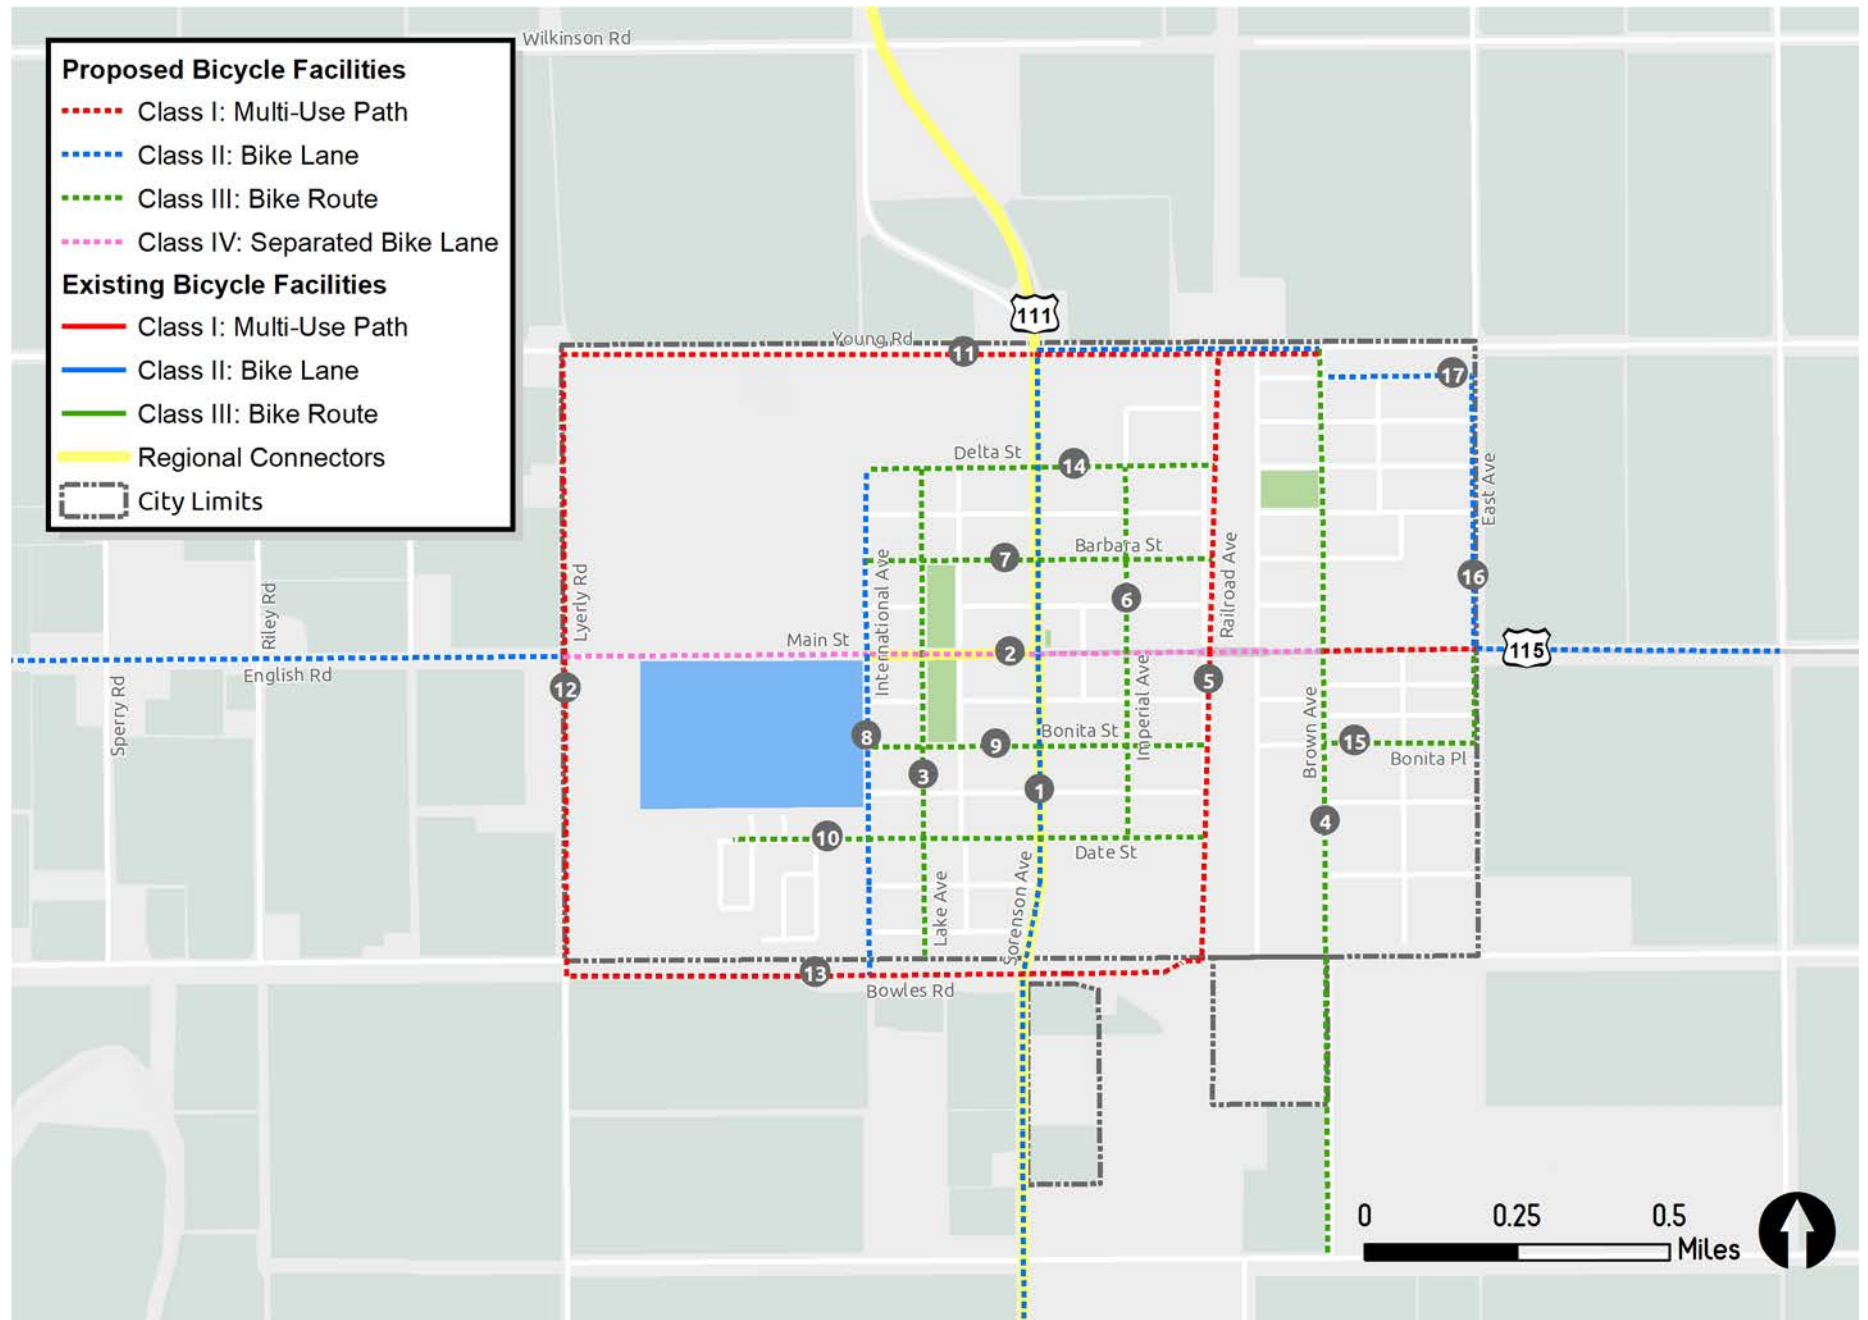 Wilkinson Rd
Proposed Bicycle Facilities
Class I: Multi-Use Path
Class II: Bike Lane
Class III: Bike Route
Class IV: Separated Bike Lane
Existing Bicycle Facilities
Class I: Multi-Use Path
Class II: Bike Lane
Class III: Bike Route
Regional Connectors
City Limits
111
Young Rd
11
17
Delta St
14
East Ave
Barbara St
7
Railroad Ave
International Ave
16
6
Lyerly Rd
Riley Rd
Main St
2
115
English Rd
Sperry Rd
12
5
Imperial Ave
8
9
Bonita St
Brown Ave
15
Bonita Pl
3
1
4
10
Date St
Lake Ave
Sorenson Ave
13
Bowles Rd
0 0.25 0.5
Miles